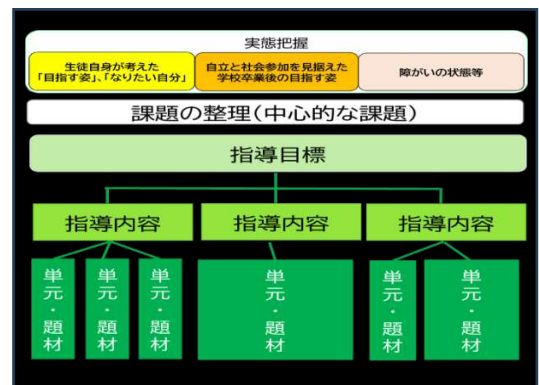 実態把握
生徒自身が考えた
「目指す姿」、「なりたい自分」
自立と社会参加を見据えた
学校卒業後の目指す姿
障がいの状態等
課題の整理(中心的な課題)
指導目標
指導内容
指導内容
指導内容
単元・題材
単元・題材
単元・題材
単元・題材
単元・題材
単元・題材